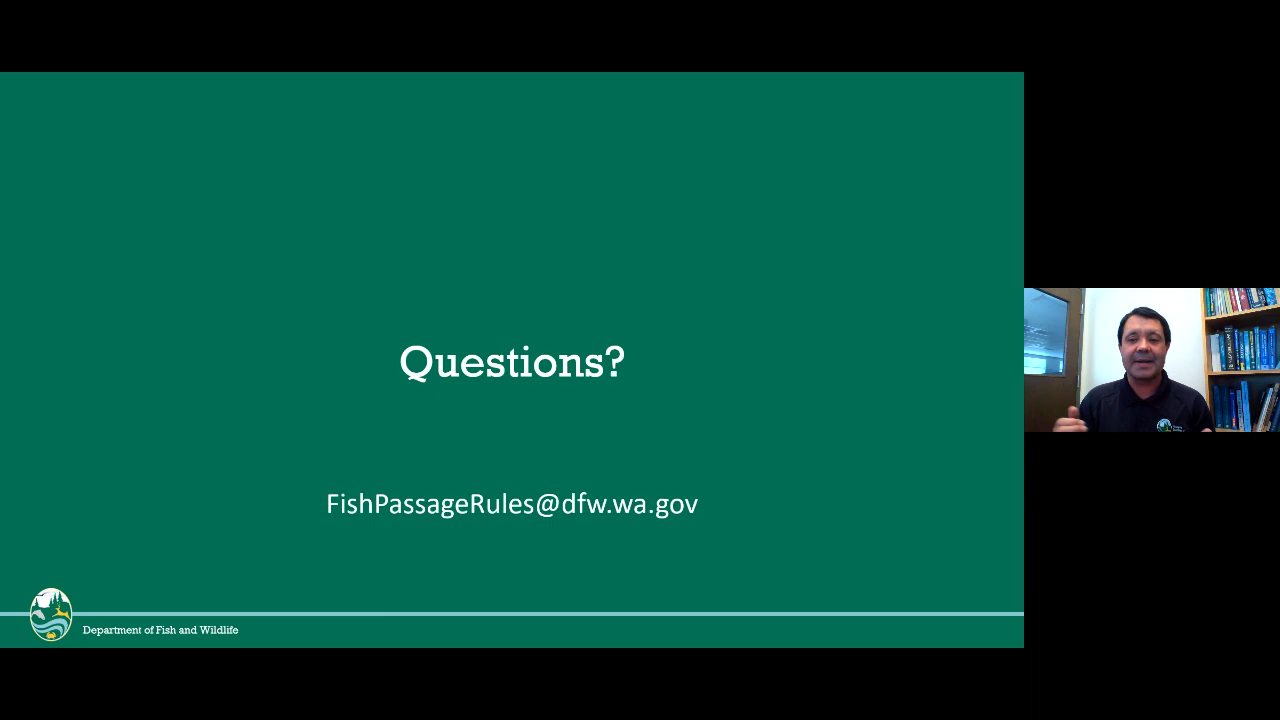 Questions?
FishPassageRules@dfw.wa.gov
Department of Fish and Wildlife